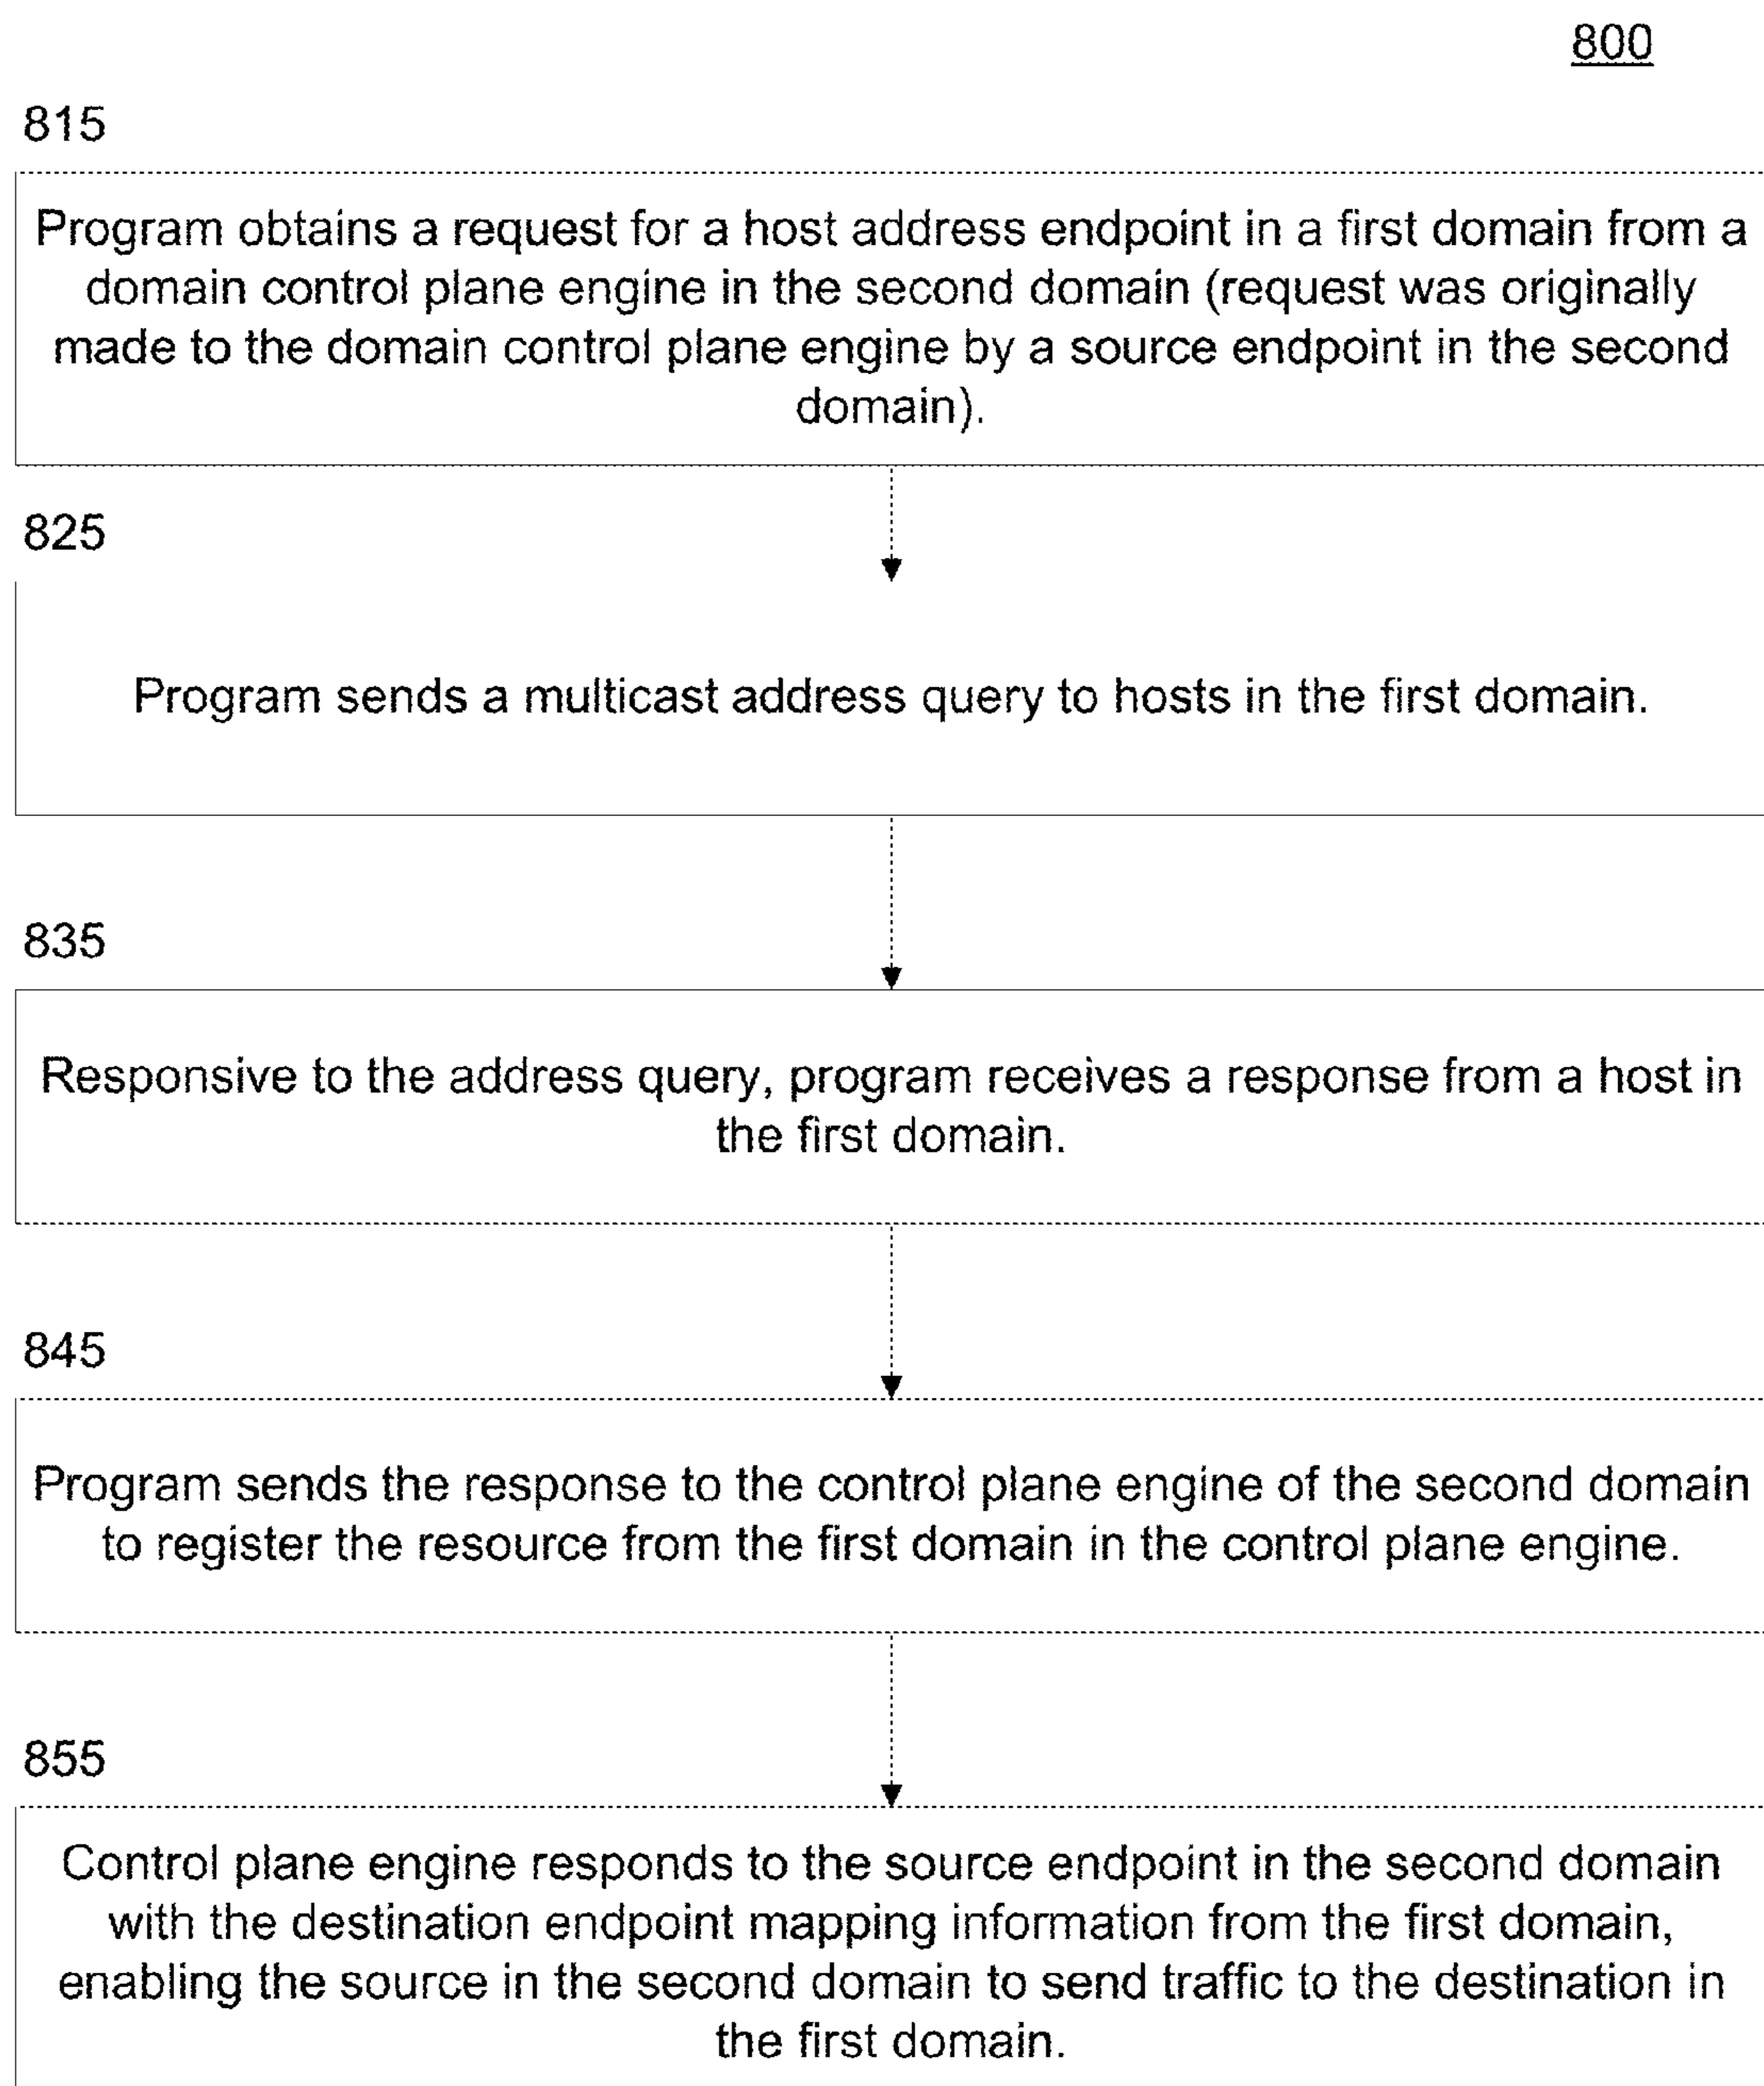 800
815
Program obtains a request for a host address endpoint in a first domain from a
domain control plane engine in the second domain (request was originally
made to the domain control plane engine by a source endpoint in the second
domain).
825
Program sends a multicast address query to hosts in the first domain.
835
Responsive to the address query, program receives a response from a host in
the first domain.
845
Program sends the response to the control plane engine of the second domain
to register the resource from the first domain in the control plane engine.
855
Control plane engine responds to the source endpoint in the second domain
with the destination endpoint mapping information from the first domain,
enabling the source in the second domain to send traffic to the destination in
the first domain.